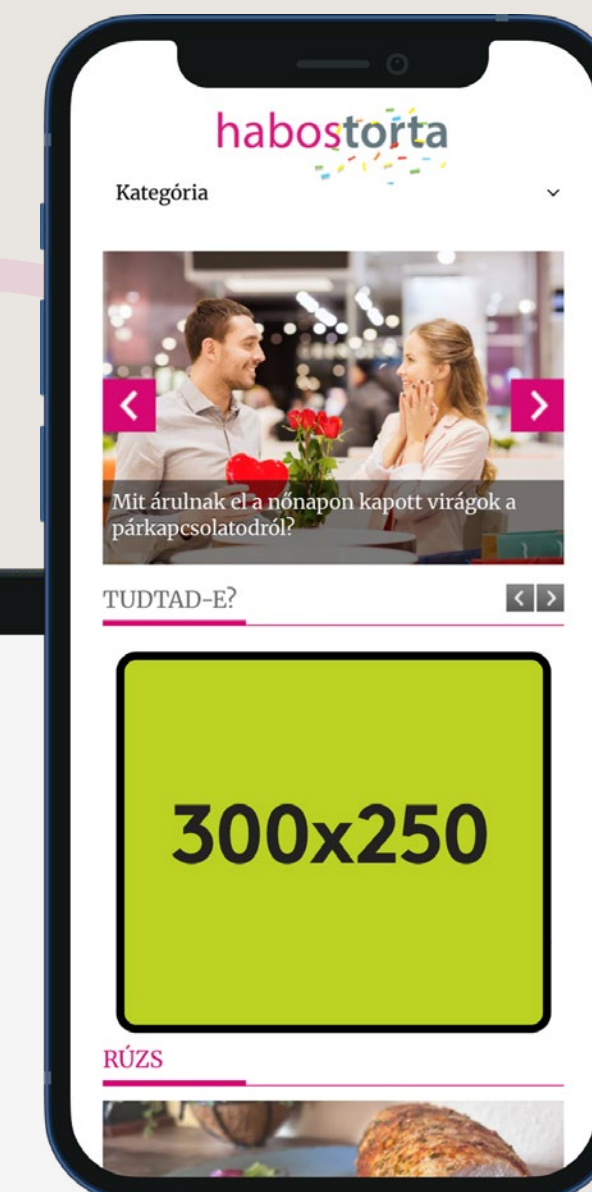 habostorta
Kategória
Mit árulnak el a nőnapon kapott virágok a
párkapcsolatodról?
TUDTAD-E?
300x250
RÚZS